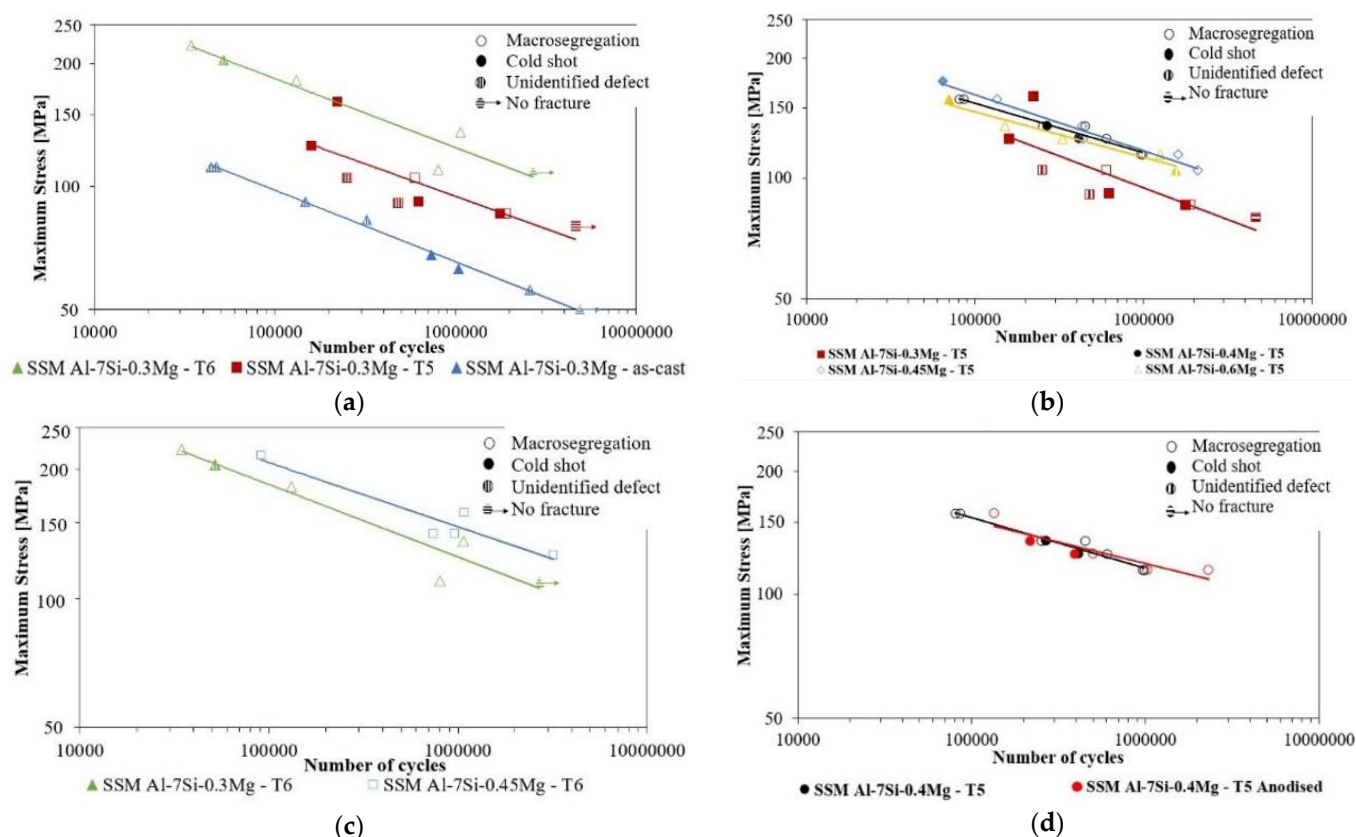 250
200
150
100
50
Maximum Stress [MPa]
Macrosegregation
Cold shot
Unidentified defect
No fracture
10000 100000 1000000 10000000
Number of cycles
SSM Al-7Si-0.3Mg - T6 SSM Al-7Si-0.3Mg - T5 SSM Al-7Si-0.3Mg - as-cast
(a)
250
200
150
100
50
Maximum Stress [MPa]
Macrosegregation
Cold shot
Unidentified defect
No fracture
10000 100000 1000000 10000000
Number of cycles
SSM Al-7Si-0.3Mg - T5 SSM Al-7Si-0.4Mg - T5
SSM Al-7Si-0.45Mg - T5 SSM Al-7Si-0.6Mg - T5
(b)
250
200
150
100
50
Maximum Stress [MPa]
Macrosegregation
Cold shot
Unidentified defect
No fracture
10000 100000 1000000 10000000
Number of cycles
SSM Al-7Si-0.3Mg - T6 SSM Al-7Si-0.45Mg - T6
(c)
250
200
150
100
50
Maximum Stress [MPa]
Macrosegregation
Cold shot
Unidentified defect
No fracture
10000 100000 1000000 10000000
Number of cycles
SSM Al-7Si-0.4Mg - T5 SSM Al-7Si-0.4Mg - T5 Anodised
(d)